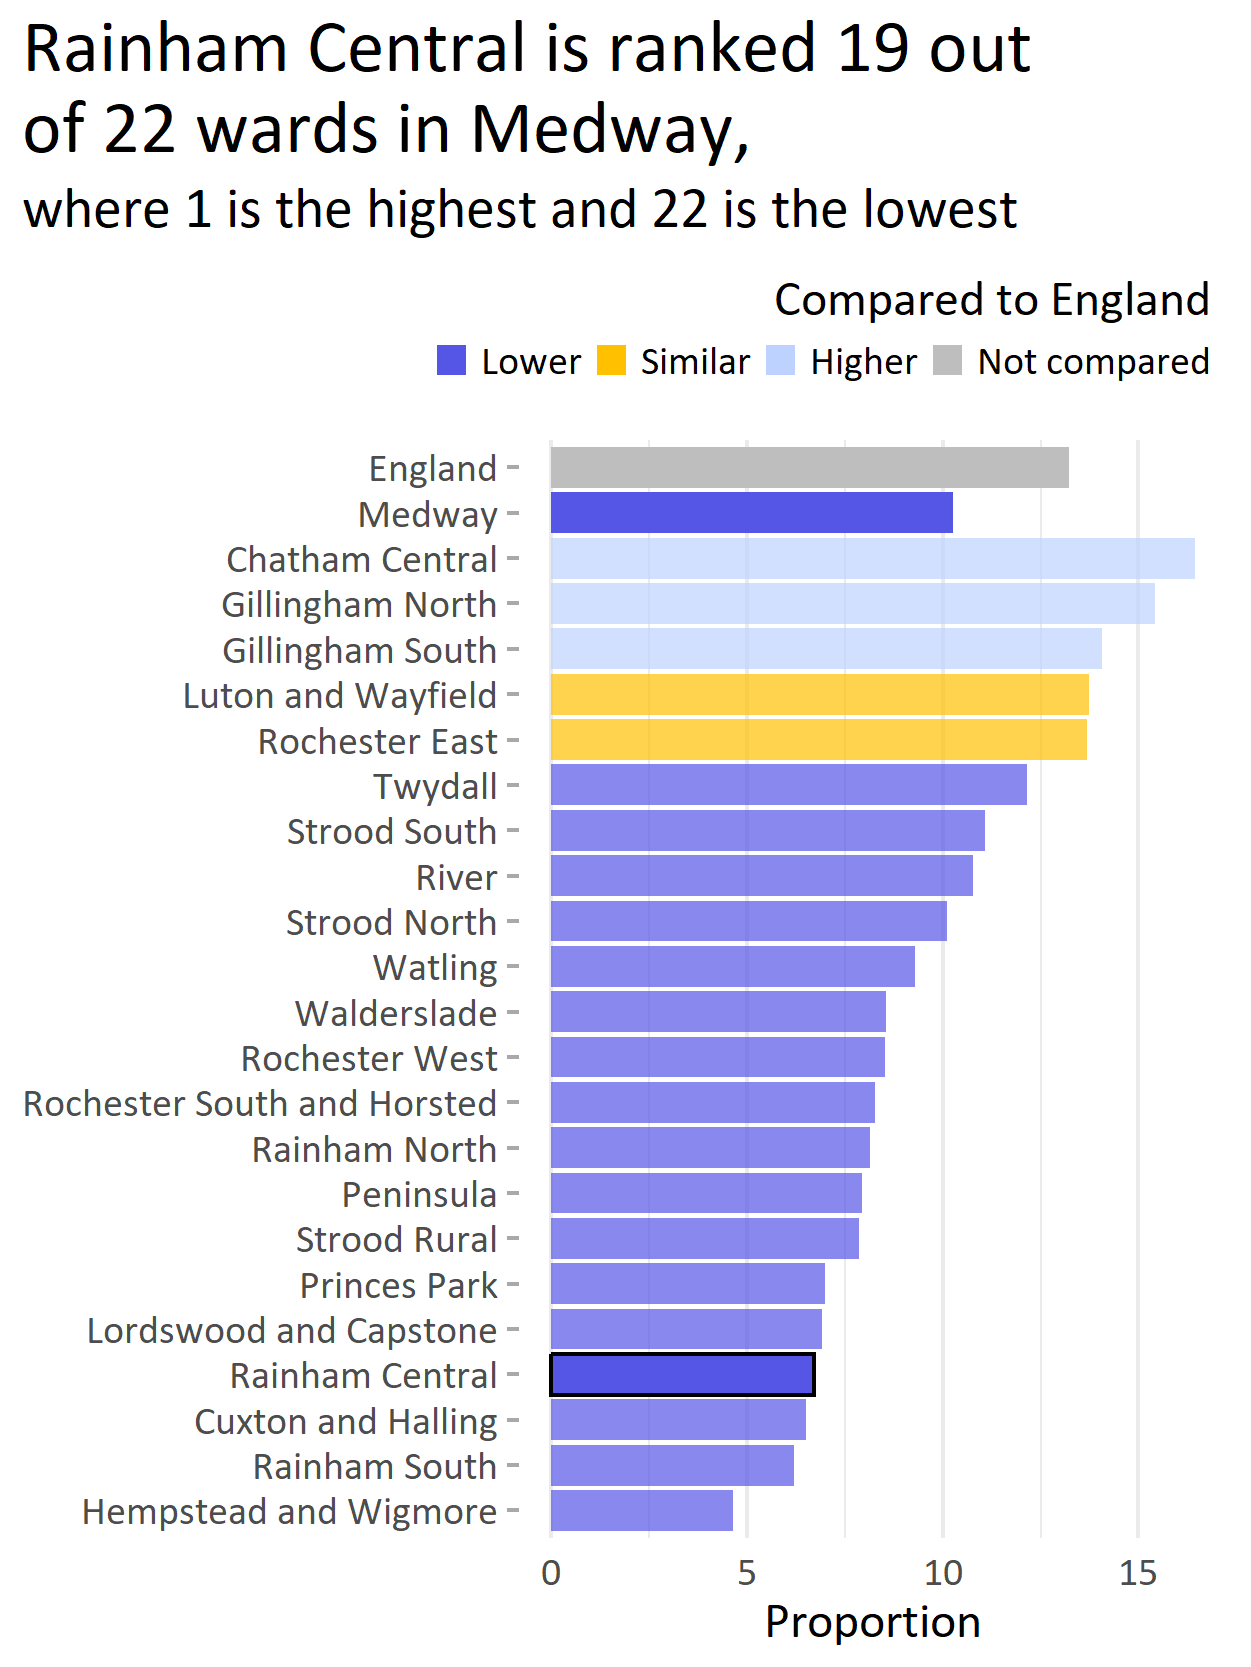 Rainham Central is ranked 19 out
of 22 wards in Medway,
where 1 is the highest and 22 is the lowest
Compared to England
Lower Similar Higher Not compared
England
Medway
Chatham Central
Gillingham North
Gillingham South
Luton and Wayfield
Rochester East
Twydall
Strood South
River
Strood North
Watling
Walderslade
Rochester West
Rochester South and Horsted
Rainham North
Peninsula
Strood Rural
Princes Park
Lordswood and Capstone
Rainham Central
Cuxton and Halling
Rainham South
Hempstead and Wigmore
0 5 10 15
Proportion